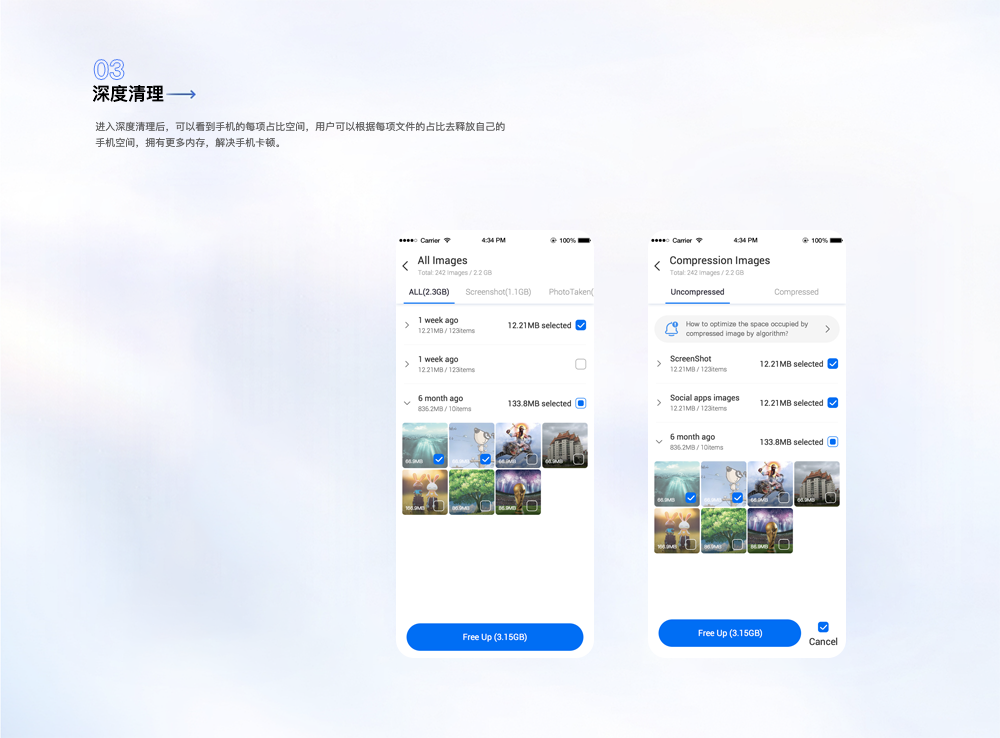 03
深度清理
进入深度清理后，可以看到手机的每项占比空间，用户可以根据每项文件的占比去释放自己的
手机空间，拥有更多内存，解决手机卡顿。
Carrier 4:34 PM 100%
All Images
Total: 242 Images / 2.2 GB
ALL(2.3GB) Screenshot(1.1GB) PhotoTaken(
1 week ago
12.21MB / 123items
12.21MB selected
1 week ago
12.21MB / 123items
6 month ago
835.2MB / 10items
133.8MB selected
66.9MB 66.9MB 66.9MB 66.9MB
166.9MB 86.9MB 86.9MB
Free Up (3.15GB)
Carrier 4:34 PM 100%
Compression Images
Total: 242 Images / 2.2 GB
Uncompressed Compressed
How to optimize the space occupied by
compressed image by algorithm?
ScreenShot
12.21MB / 123items
12.21MB selected
Social apps images
12.21MB / 123items
12.21MB selected
6 month ago
835.2MB / 10items
133.8MB selected
66.9MB 66.9MB 66.9MB 66.9MB
166.9MB 86.9MB 86.9MB
Free Up (3.15GB)
Cancel